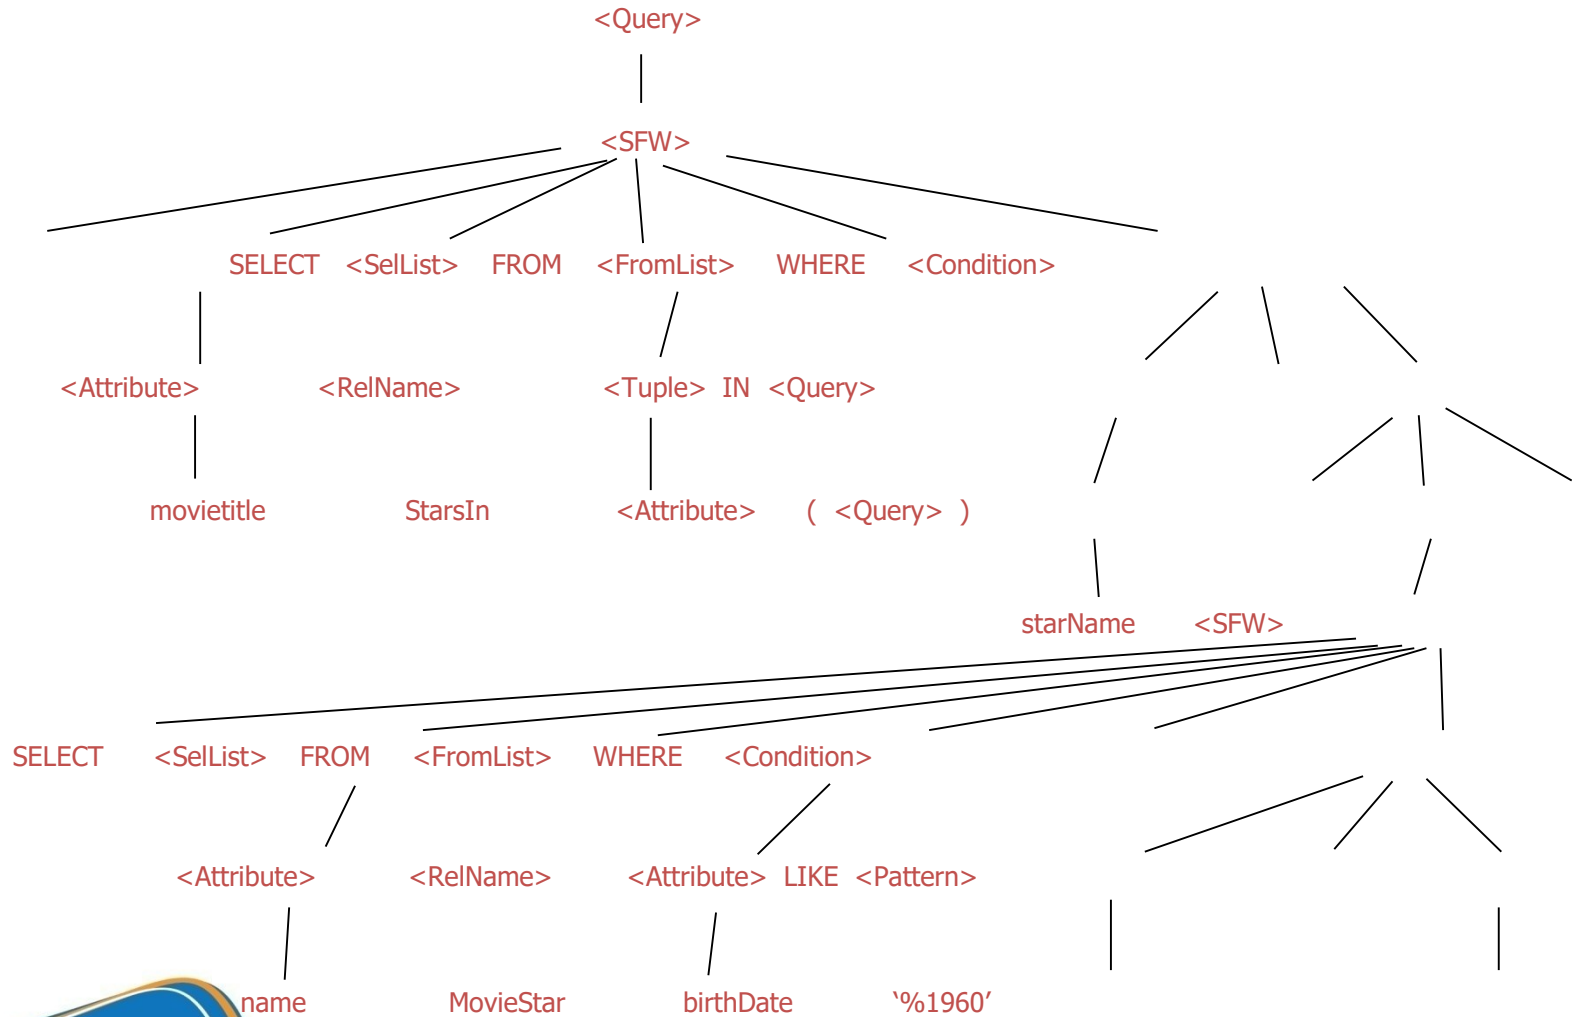 <Query>
<SFW>
SELECT <SelList> FROM <FromList> WHERE <Condition>
<Attribute> <RelName> <Tuple> IN <Query>
movietitle StarsIn <Attribute> ( <Query> )
starName <SFW>
SELECT <SelList> FROM <FromList> WHERE <Condition>
<Attribute> <RelName> <Attribute> LIKE <Pattern>
name MovieStar birthDate ‘%1960’